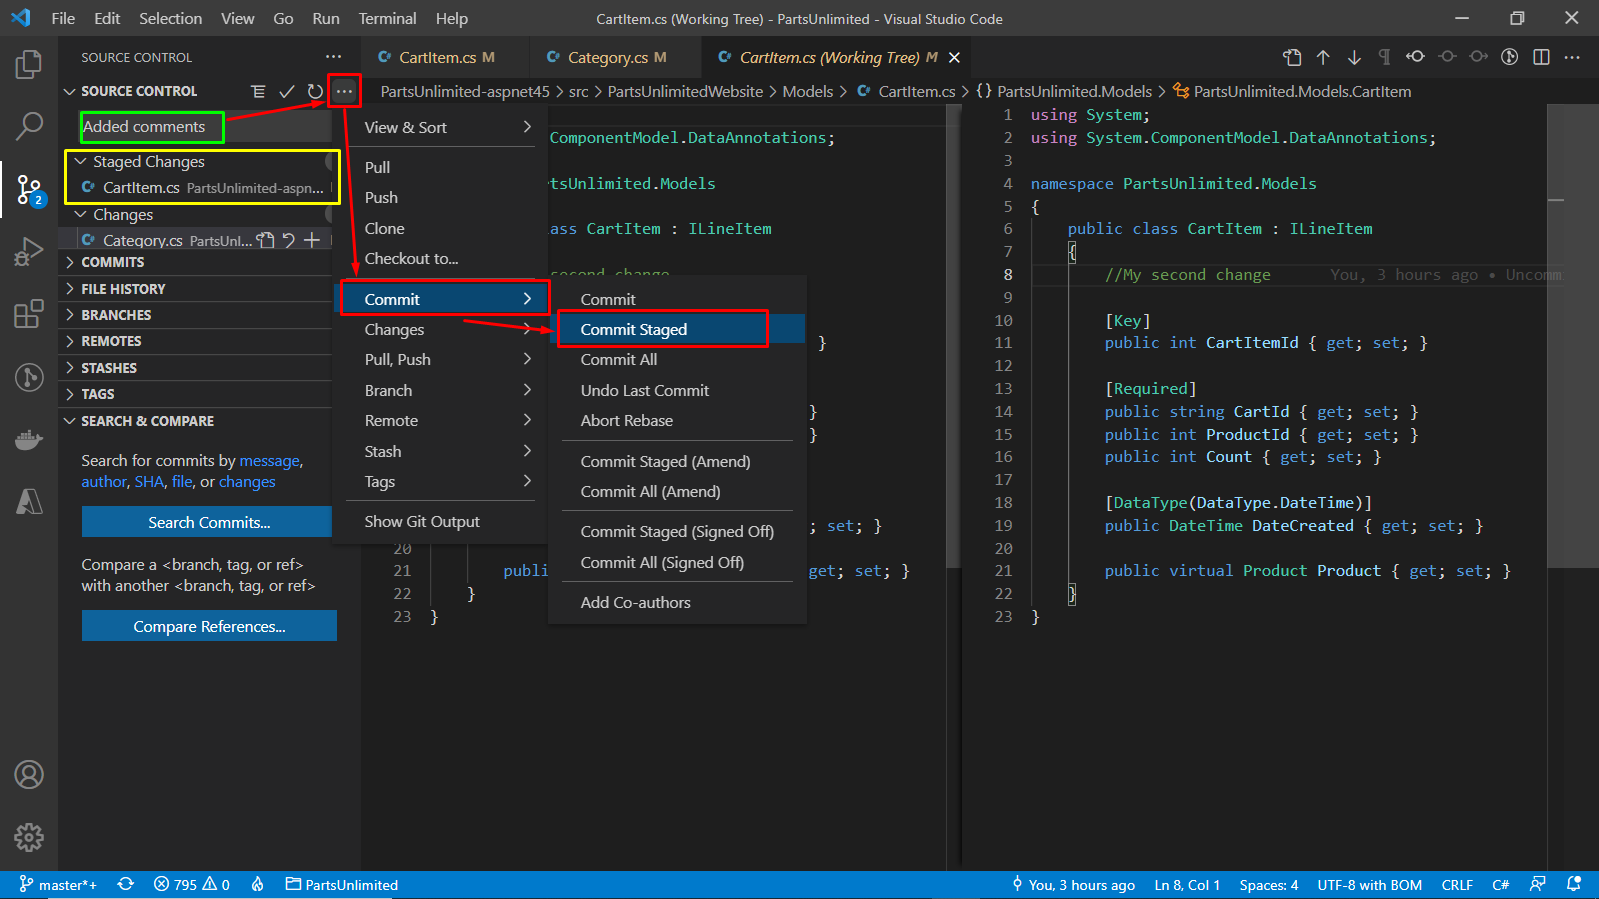 File Edit Selection View Go Run Terminal Help
CartItem.cs (Working Tree) - PartsUnlimited - Visual Studio Code
SOURCE CONTROL
CartItem.cs M
Category.cs M
CartItem.cs (Working Tree) M
SOURCE CONTROL
PartsUnlimited-aspnet45 > src > PartsUnlimitedWebsite > Models > CartItem.cs > {} PartsUnlimited.Models > PartsUnlimited.Models.CartItem
Added comments
Staged Changes
CartItem.cs PartsUnlimited-aspn...
Changes
Category.cs PartsUnl...
COMMITS
FILE HISTORY
BRANCHES
REMOTES
STASHES
TAGS
SEARCH & COMPARE
Search for commits by message,
author, SHA, file, or changes
Search Commits...
Compare a <branch, tag, or ref>
with another <branch, tag, or ref>
Compare References...
2
View & Sort
Pull
Push
Clone
Checkout to...
Commit
Changes
Pull, Push
Branch
Remote
Stash
Tags
Show Git Output
Commit
Commit Staged
Commit All
Undo Last Commit
Abort Rebase
Commit Staged (Amend)
Commit All (Amend)
Commit Staged (Signed Off)
Commit All (Signed Off)
Add Co-authors
ComponentModel.DataAnnotations;
rtsUnlimited.Models
ass CartItem : ILineItem
second change
}
}
}
; set; }
20
21 publi get; set; }
22 }
23 }
1 using System;
2 using System.ComponentModel.DataAnnotations;
3
4 namespace PartsUnlimited.Models
5 {
6 public class CartItem : ILineItem
7 {
8 //My second change You, 3 hours ago • Uncomm
9
10 [Key]
11 public int CartItemId { get; set; }
12
13 [Required]
14 public string CartId { get; set; }
15 public int ProductId { get; set; }
16 public int Count { get; set; }
17
18 [DataType(DataType.DateTime)]
19 public DateTime DateCreated { get; set; }
20
21 public virtual Product Product { get; set; }
22 }
23 }
master*+ 795 0 PartsUnlimited
You, 3 hours ago Ln 8, Col 1 Spaces: 4 UTF-8 with BOM CRLF C#